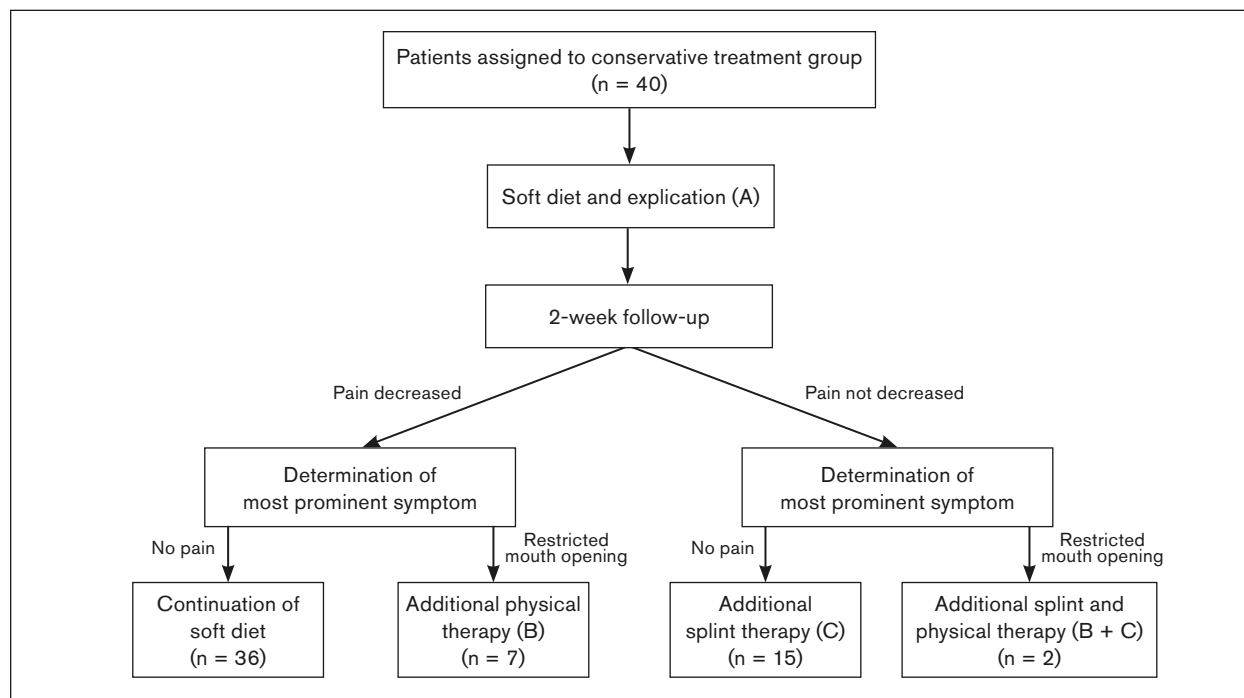 Patients assigned to conservative treatment group
(n = 40)
Soft diet and explication (A)
2-week follow-up
Pain decreased
Pain not decreased
Determination of
most prominent symptom
Determination of
most prominent symptom
No pain
Restricted
mouth opening
No pain
Restricted
mouth opening
Continuation of
soft diet
(n = 36)
Additional physical
therapy (B)
(n = 7)
Additional
splint therapy (C)
(n = 15)
Additional splint and
physical therapy (B + C)
(n = 2)